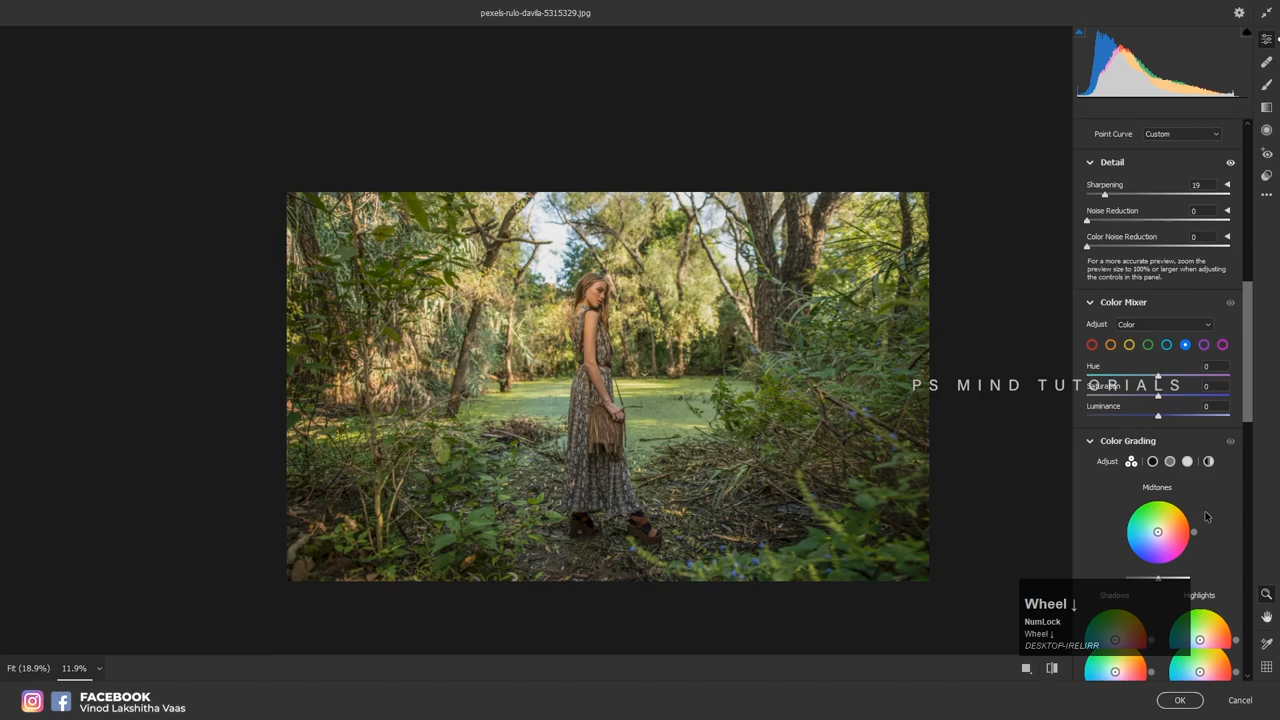 pexels-rulo-davila-5315329.jpg
Point Curve Custom
Detail
Sharpening 19
Noise Reduction 0
Color Noise Reduction 0
For a more accurate preview, zoom the
preview size to 100% or larger when adjusting
the controls in this panel.
Color Mixer
Adjust Color
Hue 0
PS MIND TUTORIALS
Saturation 0
Luminance 0
Color Grading
Adjust
Midtones
Shadows Highlights
Wheel ↓
NumLock
Wheel ↓
DESKTOP-IRELIRR
Fit (18.9%) 11.9%
FACEBOOK
Vinod Lakshitha Vaas
OK Cancel